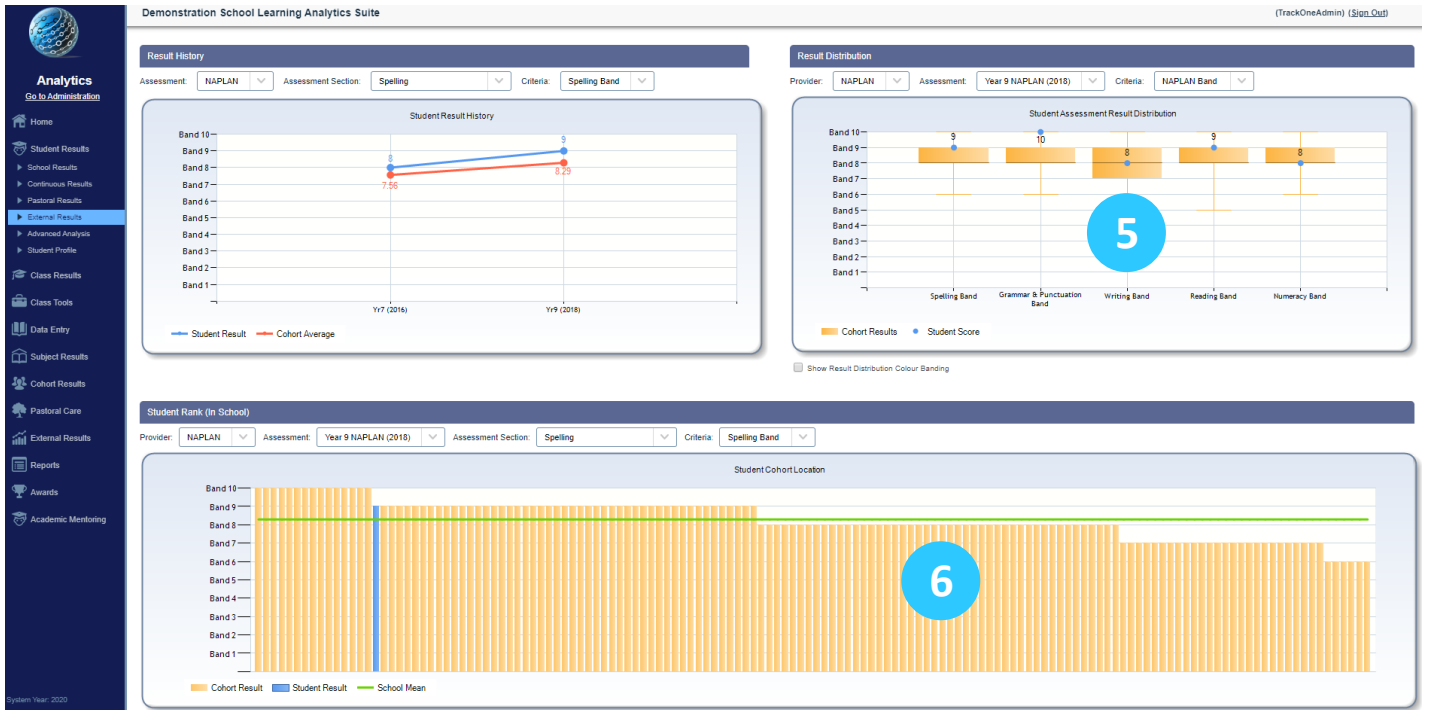 Demonstration School Learning Analytics Suite
(TrackOneAdmin) (Sign Out)
Analytics
Go to Administration
Home
Student Results
School Results
Continuous Results
Pastoral Results
External Results
Advanced Analysis
Student Profile
Class Results
Class Tools
Data Entry
Subject Results
Cohort Results
Pastoral Care
External Results
Reports
Awards
Academic Mentoring
System Year: 2020
Result History
Assessment: NAPLAN Assessment Section: Spelling Criteria: Spelling Band
Student Result History
Band 10
Band 9
Band 8
Band 7
Band 6
Band 5
Band 4
Band 3
Band 2
Band 1
8
9
7.56
8.29
Yr7 (2016) Yr9 (2018)
Student Result Cohort Average
Result Distribution
Provider: NAPLAN Assessment: Year 9 NAPLAN (2018) Criteria: NAPLAN Band
Student Assessment Result Distribution
Band 10
Band 9
Band 8
Band 7
Band 6
Band 5
Band 4
Band 3
Band 2
Band 1
9
10
8
9
8
5
Spelling Band
Grammar & Punctuation
Band
Writing Band
Reading Band
Numeracy Band
Cohort Results Student Score
Show Result Distribution Colour Banding
Student Rank (In School)
Provider: NAPLAN Assessment: Year 9 NAPLAN (2018) Assessment Section: Spelling Criteria: Spelling Band
Student Cohort Location
Band 10
Band 9
Band 8
Band 7
Band 6
Band 5
Band 4
Band 3
Band 2
Band 1
6
Cohort Result Student Result School Mean